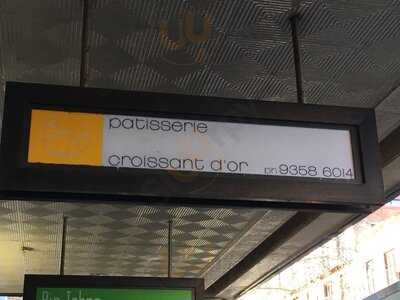 patisserie
croissant d'or ph 9358 6014